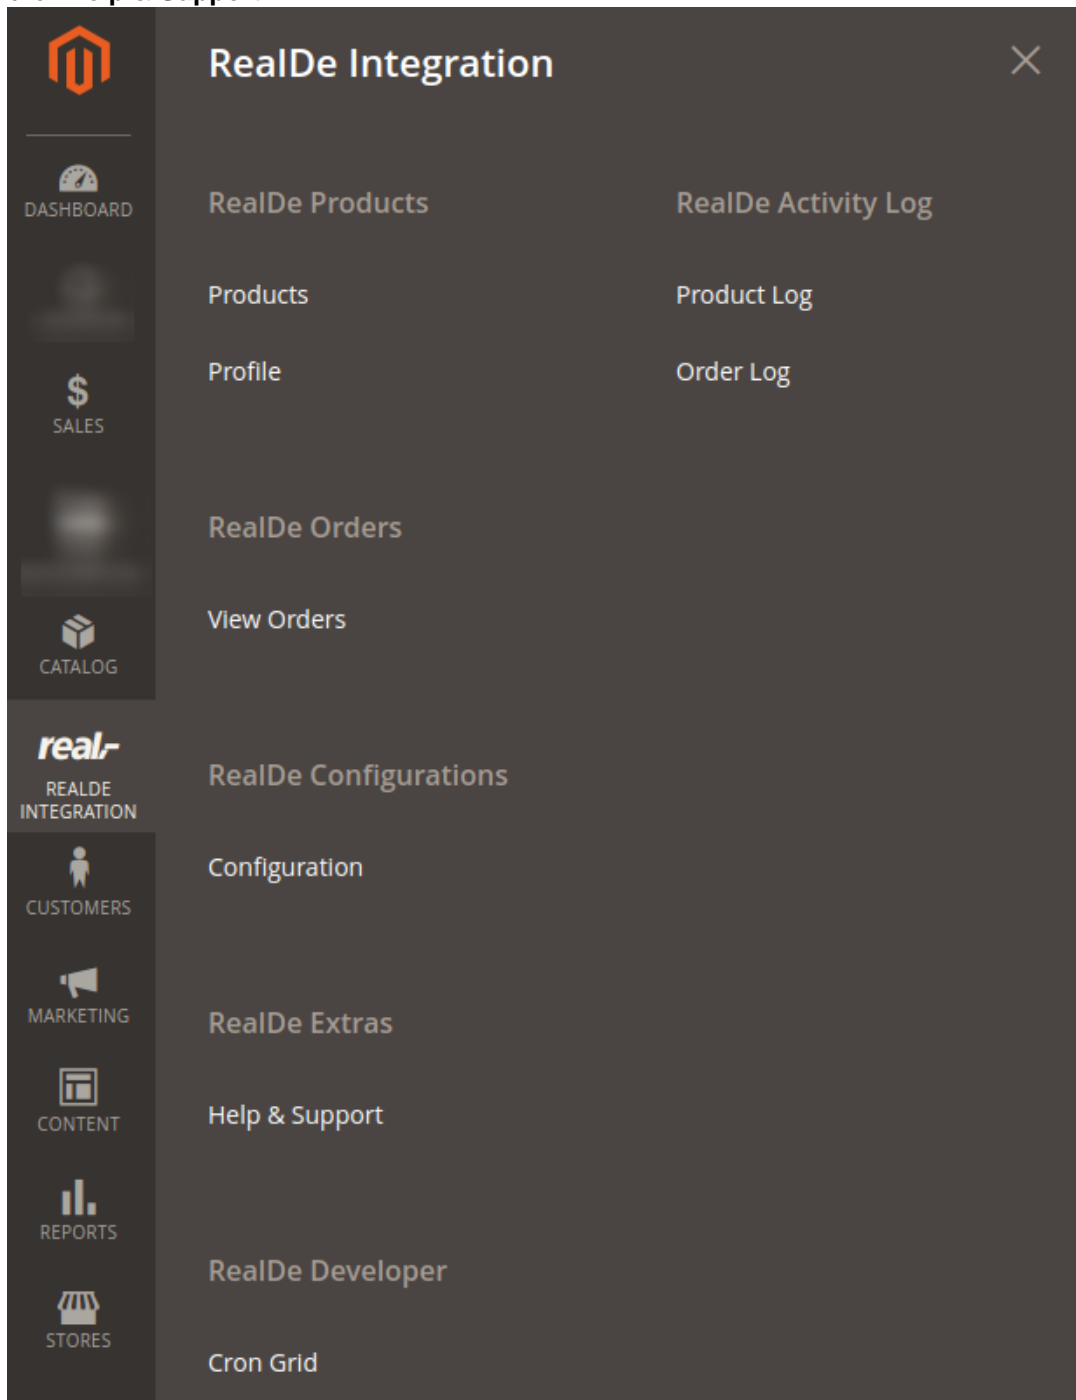 RealDe Integration
DASHBOARD
SALES
CATALOG
real,-
REALDE
INTEGRATION
CUSTOMERS
MARKETING
CONTENT
REPORTS
STORES
RealDe Products
Products
Profile
RealDe Orders
View Orders
RealDe Configurations
Configuration
RealDe Extras
Help & Support
RealDe Developer
Cron Grid
RealDe Activity Log
Product Log
Order Log